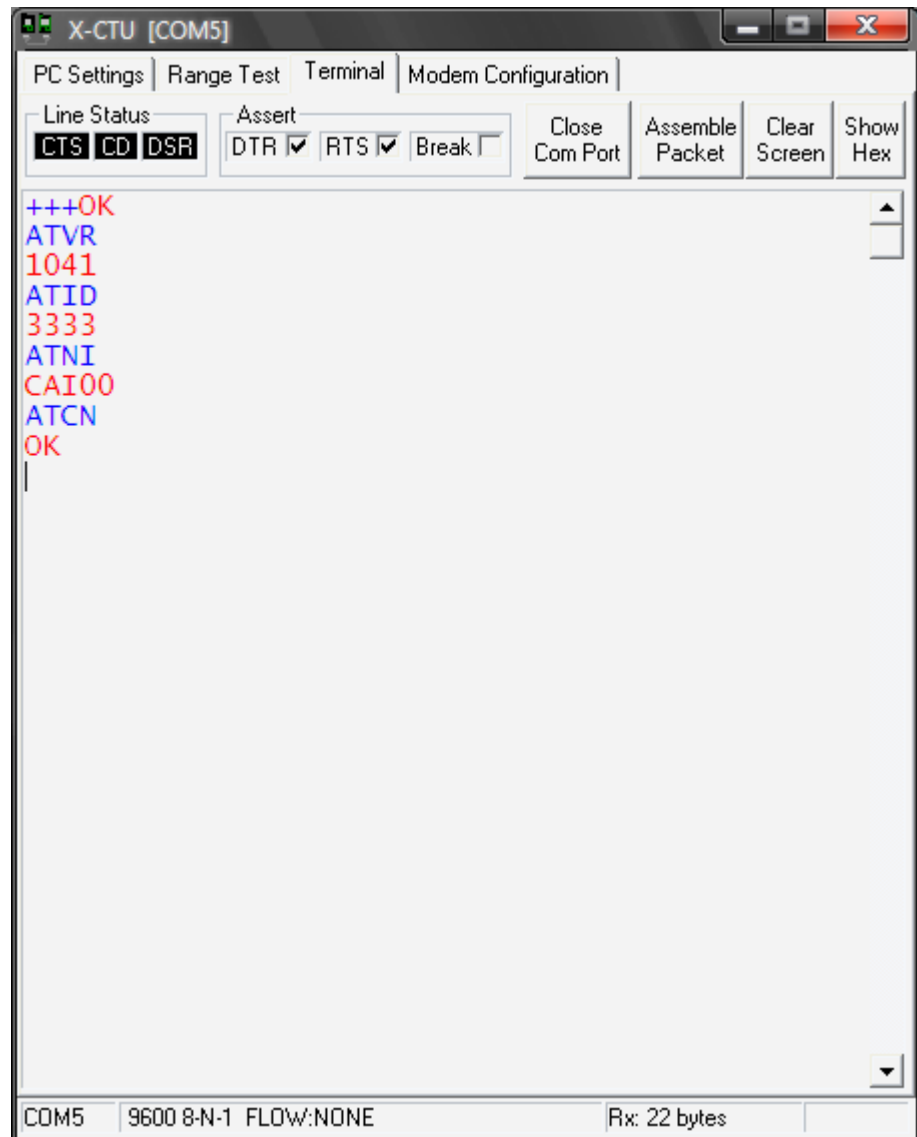 X-CTU [COM5]
PC Settings Range Test Terminal Modem Configuration
Line Status Assert
CTS CD DSR DTR RTS Break Close Com Port Assemble Packet Clear Screen Show Hex
+++OK
ATVR
1041
ATID
3333
ATNI
CAI00
ATCN
OK
COM5 9600 8-N-1 FLOW:NONE Rx: 22 bytes